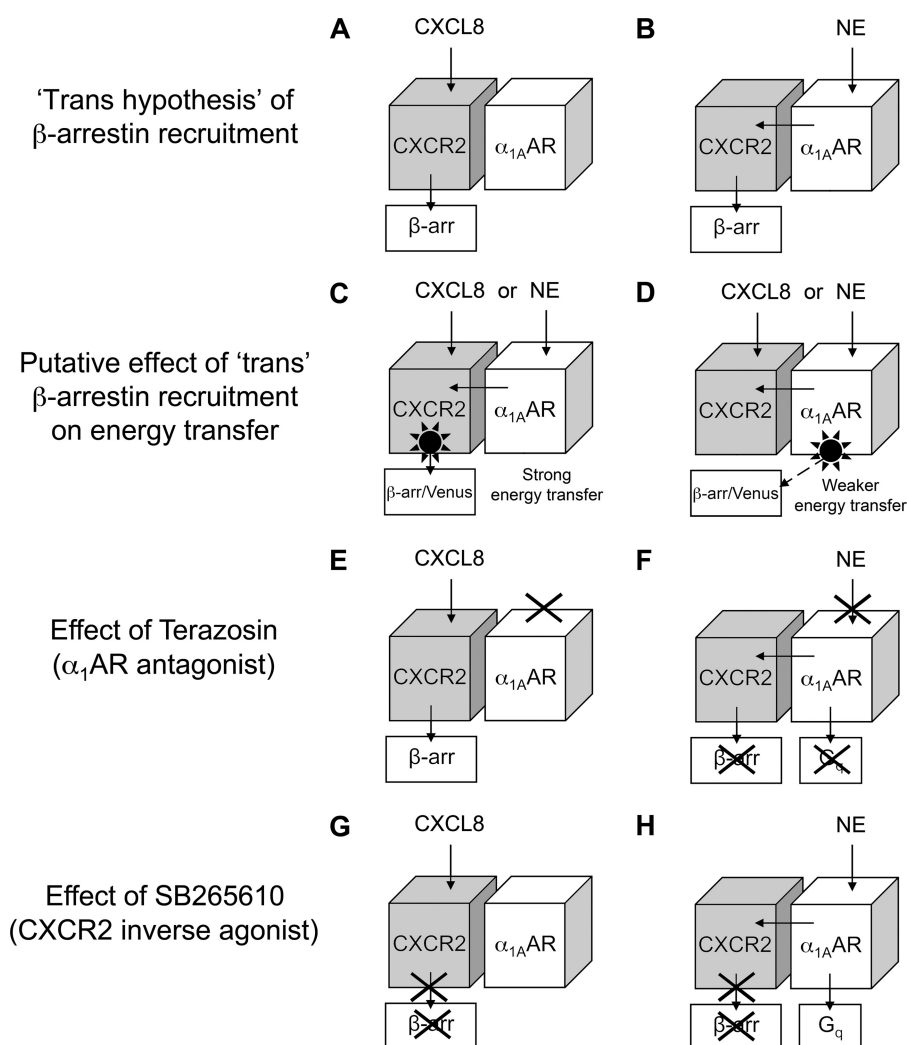 A
B
CXCL8
NE
‘Trans hypothesis’ of
β-arrestin recruitment
CXCR2
α1AAR
CXCR2
α1AAR
β-arr
β-arr
C
D
CXCL8 or NE
CXCL8 or NE
Putative effect of ‘trans’
β-arrestin recruitment
on energy transfer
CXCR2
α1AAR
CXCR2
α1AAR
β-arr/Venus
Strong
energy transfer
β-arr/Venus
Weaker
energy transfer
E
F
CXCL8
NE
Effect of Terazosin
(α1AR antagonist)
CXCR2
α1AAR
CXCR2
α1AAR
β-arr
β-arr
Gq
G
H
CXCL8
NE
Effect of SB265610
(CXCR2 inverse agonist)
CXCR2
α1AAR
CXCR2
α1AAR
β-arr
β-arr
Gq